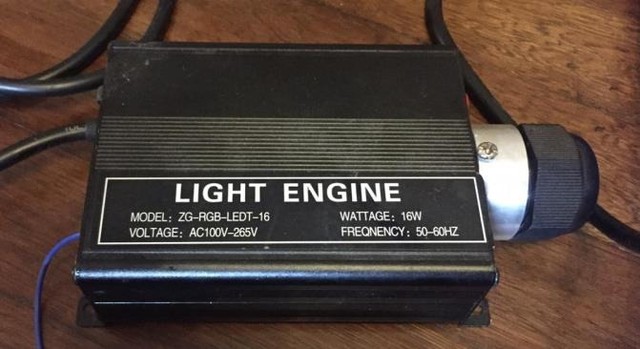 LIGHT ENGINE
MODEL: ZG-RGB-LEDT-16 WATTAGE: 16W
VOLTAGE: AC100V-265V FREQNENCY: 50-60HZ